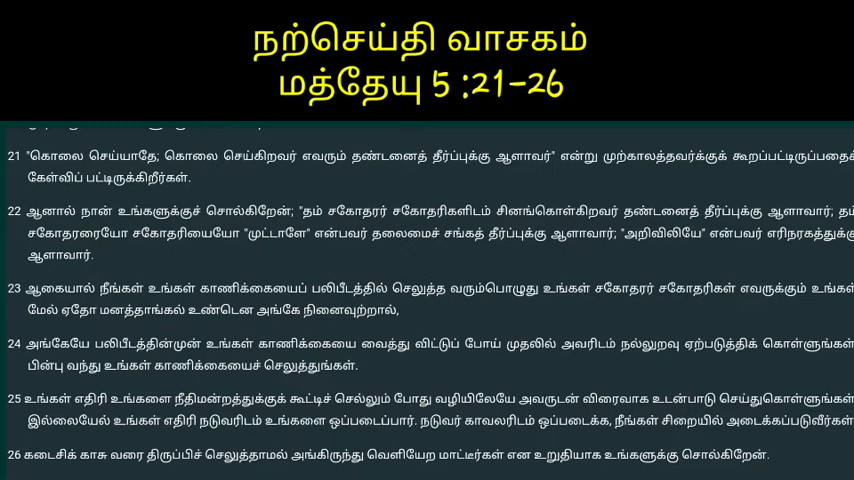 நற்செய்தி வாசகம்
மத்தேயு 5 :21-26
21 "கொலை செய்யாதே; கொலை செய்கிறவர் எவரும் தண்டனைத் தீர்ப்புக்கு ஆளாவர்" என்று முற்காலத்தவர்க்குக் கூறப்பட்டிருப்பதைக்
கேள்விப் பட்டிருக்கிறீர்கள்.
22 ஆனால் நான் உங்களுக்குச் சொல்கிறேன்; "தம் சகோதரர் சகோதரிகளிடம் சினங்கொள்கிறவர் தண்டனைத் தீர்ப்புக்கு ஆளாவார்; தம்
சகோதரரையோ சகோதரியையோ "முட்டாளே" என்பவர் தலைமைச் சங்கத் தீர்ப்புக்கு ஆளாவார்; "அறிவிலியே" என்பவர் எரிநரகத்துக்கு
ஆளாவார்.
23 ஆகையால் நீங்கள் உங்கள் காணிக்கையைப் பலிபீடத்தில் செலுத்த வரும்பொழுது உங்கள் சகோதரர் சகோதரிகள் எவருக்கும் உங்கள்
மேல் ஏதோ மனத்தாங்கல் உண்டென அங்கே நினைவுற்றால்,
24 அங்கேயே பலிபீடத்தின்முன் உங்கள் காணிக்கையை வைத்து விட்டுப் போய் முதலில் அவரிடம் நல்லுறவு ஏற்படுத்திக் கொள்ளுங்கள்
பின்பு வந்து உங்கள் காணிக்கையைச் செலுத்துங்கள்.
25 உங்கள் எதிரி உங்களை நீதிமன்றத்துக்குக் கூட்டிச் செல்லும் போது வழியிலேயே அவருடன் விரைவாக உடன்பாடு செய்துகொள்ளுங்கள்
இல்லையேல் உங்கள் எதிரி நடுவரிடம் உங்களை ஒப்படைப்பார். நடுவர் காவலரிடம் ஒப்படைக்க, நீங்கள் சிறையில் அடைக்கப்படுவீர்கள்
26 கடைசிக் காசு வரை திருப்பிச் செலுத்தாமல் அங்கிருந்து வெளியேற மாட்டீர்கள் என உறுதியாக உங்களுக்கு சொல்கிறேன்.